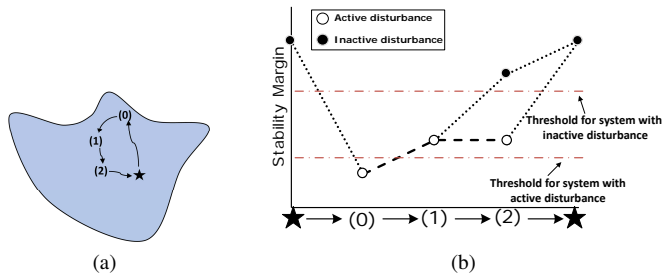 (0)
(1)
(2)
(a)
Stability Margin
Active disturbance
Inactive disturbance
Threshold for system with
inactive disturbance
Threshold for system with
active disturbance
(0) (1) (2)
(b)